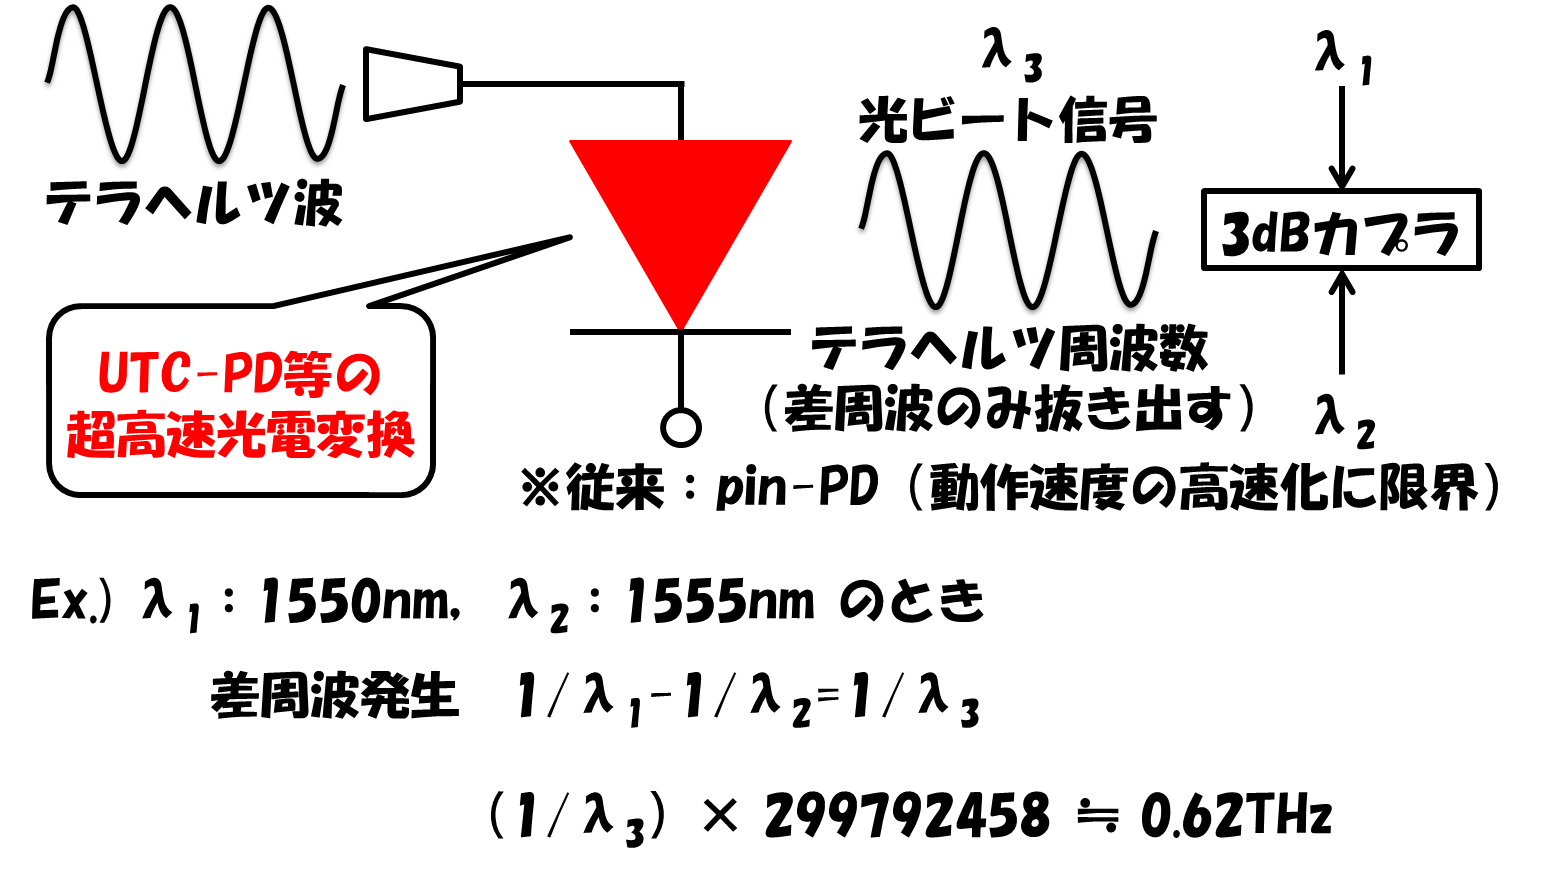 テラヘルツ波
UTC-PD等の
超高速光電変換
λ3
光ビート信号
テラヘルツ周波数
(差周波のみ抜き出す)
λ1
3dBカプラ
λ2
※従来:pin-PD(動作速度の高速化に限界)
Ex.) λ1:1550nm, λ2:1555nm のとき
差周波発生 1/λ1-1/λ2=1/λ3
(1/λ3) × 299792458 ≒ 0.62THz